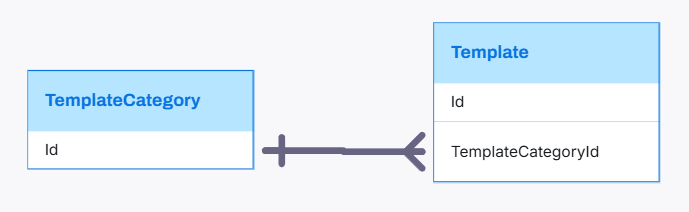 TemplateCategory
Id
Template
Id
TemplateCategoryId